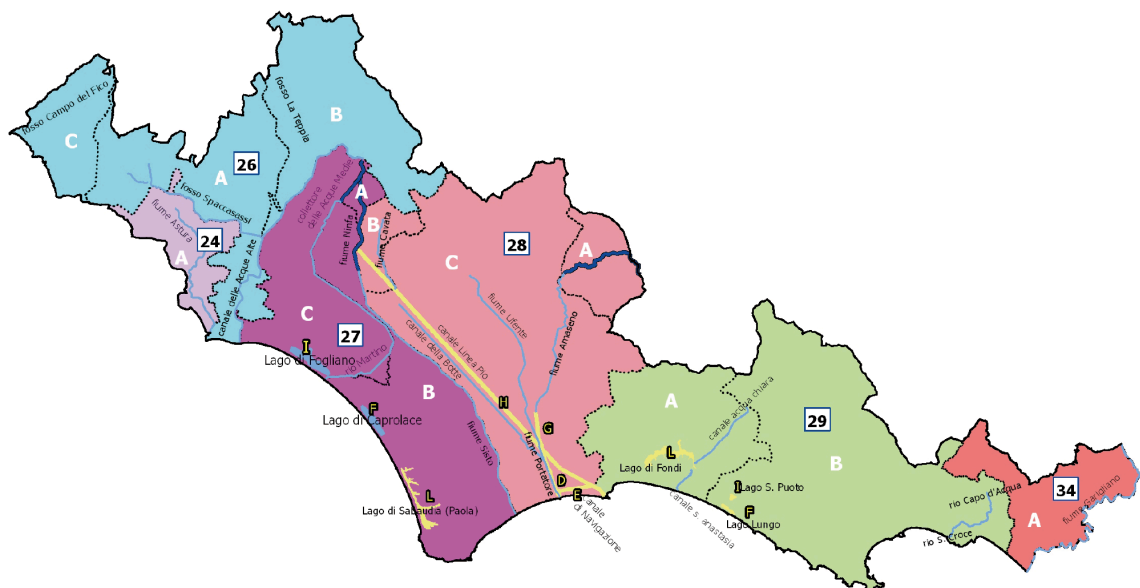 fosso Campo del Fico
fosso La Teppia
B
C
26
A
collettore
delle Acque Medie
A
fosso Spaccasassi
fiume Astura
24
B
28
A
A
fiume Ninfa
fiume Cavata
C
canale delle Acque Alte
fiume Ufente
C
27
I
Lago di Fogliano
rio Martino
canale Linea Pio
canale della Botte
fiume Amaseno
B
A
canale acqua chiara
29
F
Lago di Caprolace
H
G
fiume Sisto
fiume Portatore
L
Lago di Fondi
B
L
Lago di Sabaudia (Paola)
D
E
canale
di Navigazione
canale s. anastasia
I
Lago S. Puoto
F
Lago Lungo
rio Capo d'Acqua
rio S. Croce
34
A
fiume Garigliano